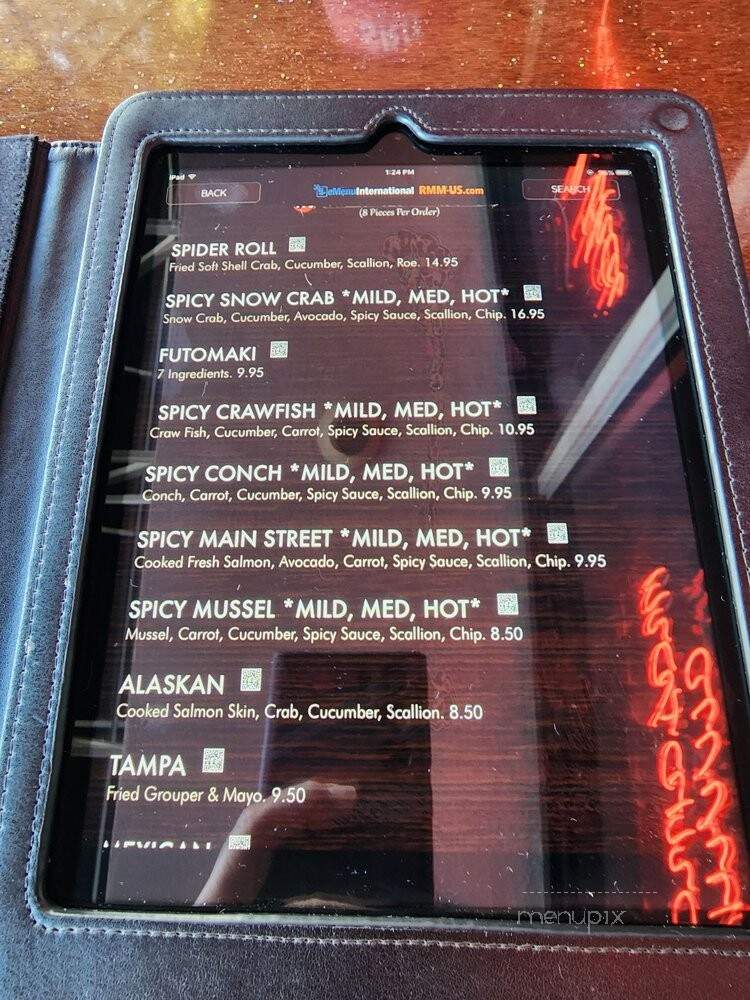 iPad
1:24 PM
BACK
eMenuInternational RMM-US.com
SEARCH
(8 Pieces Per Order)
SPIDER ROLL
Fried Soft Shell Crab, Cucumber, Scallion, Roe. 14.95
SPICY SNOW CRAB *MILD, MED, HOT*
Snow Crab, Cucumber, Avocado, Spicy Sauce, Scallion, Chip. 16.95
FUTOMAKI
7 Ingredients. 9.95
SPICY CRAWFISH *MILD, MED, HOT*
Craw Fish, Cucumber, Carrot, Spicy Sauce, Scallion, Chip. 10.95
SPICY CONCH *MILD, MED, HOT*
Conch, Carrot, Cucumber, Spicy Sauce, Scallion, Chip. 9.95
SPICY MAIN STREET *MILD, MED, HOT*
Cooked Fresh Salmon, Avocado, Carrot, Spicy Sauce, Scallion, Chip. 9.95
SPICY MUSSEL *MILD, MED, HOT*
Mussel, Carrot, Cucumber, Spicy Sauce, Scallion, Chip. 8.50
ALASKAN
Cooked Salmon Skin, Crab, Cucumber, Scallion. 8.50
TAMPA
Fried Grouper & Mayo. 9.50
MEXICAN
menupix